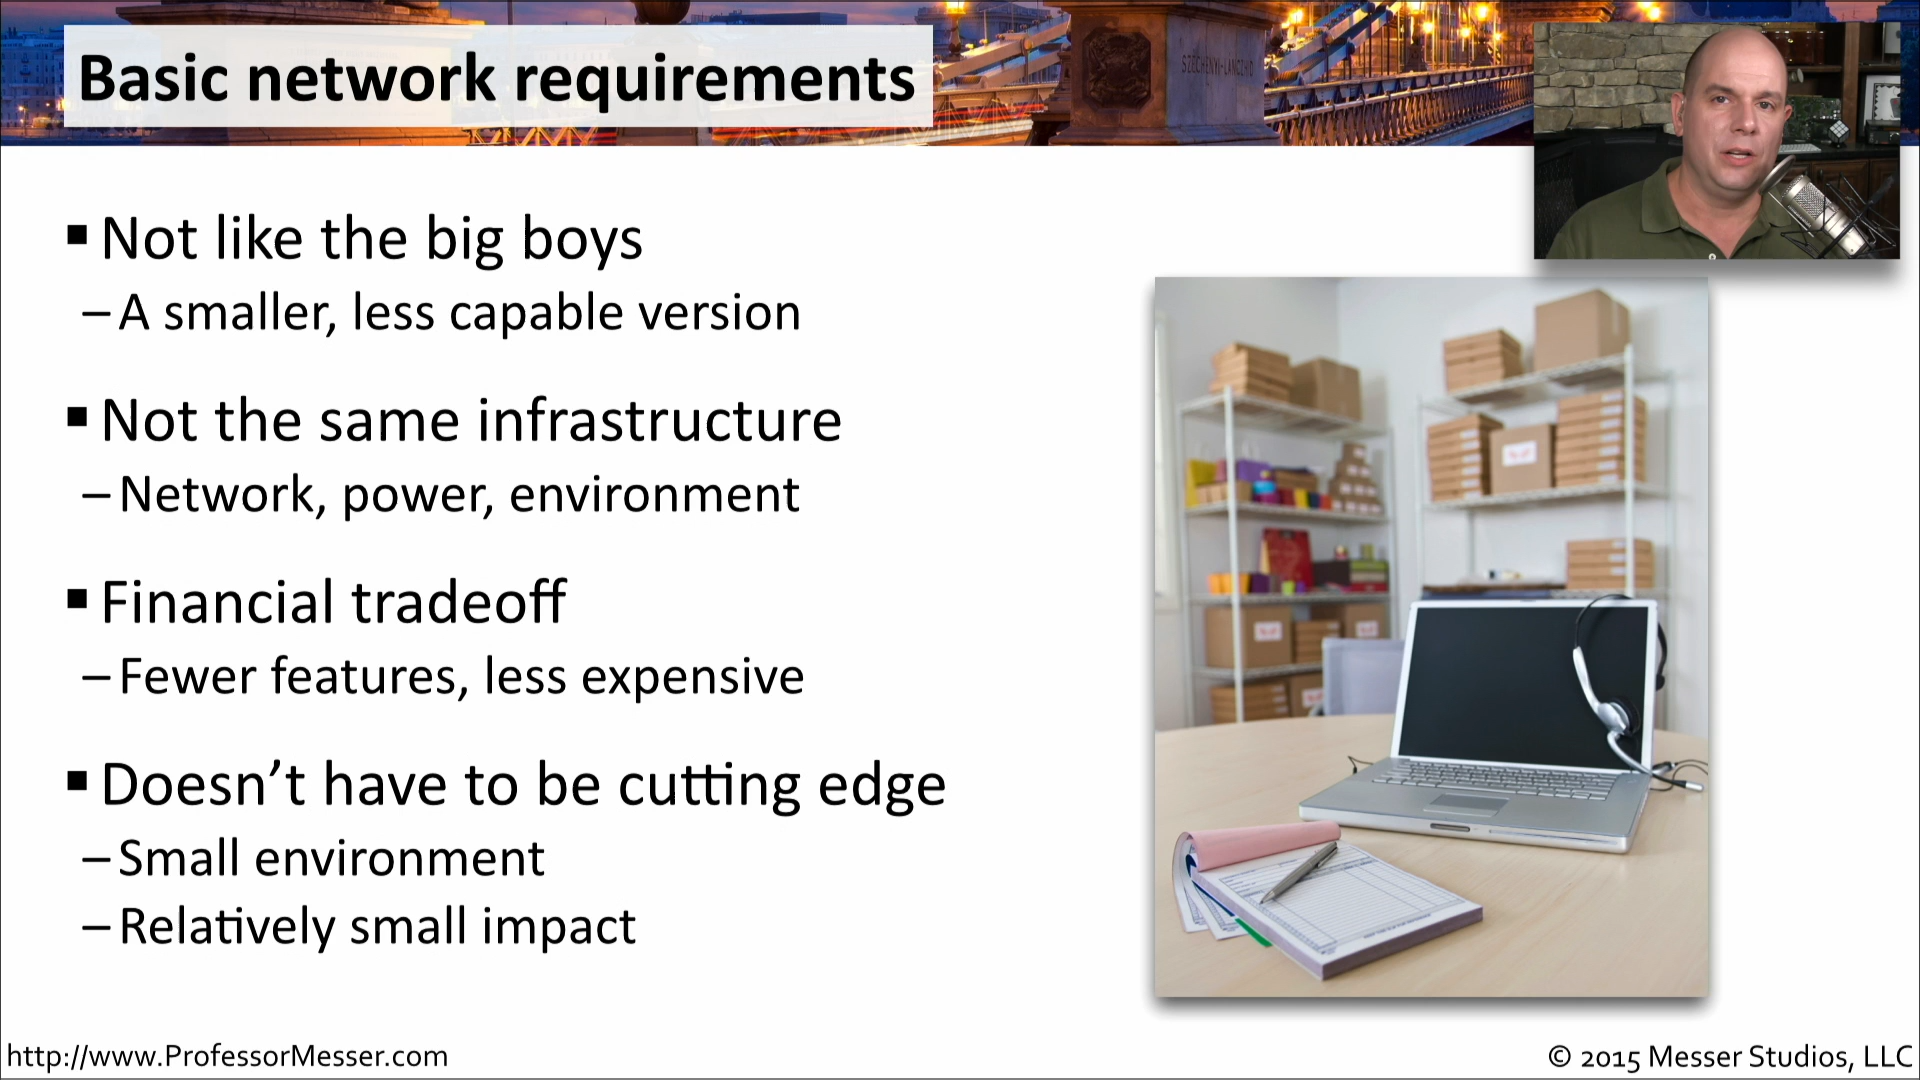 Basic network requirements
SZÉCHENYI-LÁNCZHÍD
▪ Not like the big boys
– A smaller, less capable version
▪ Not the same infrastructure
– Network, power, environment
▪ Financial tradeoff
– Fewer features, less expensive
▪ Doesn’t have to be cutting edge
– Small environment
– Relatively small impact
http://www.ProfessorMesser.com
© 2015 Messer Studios, LLC